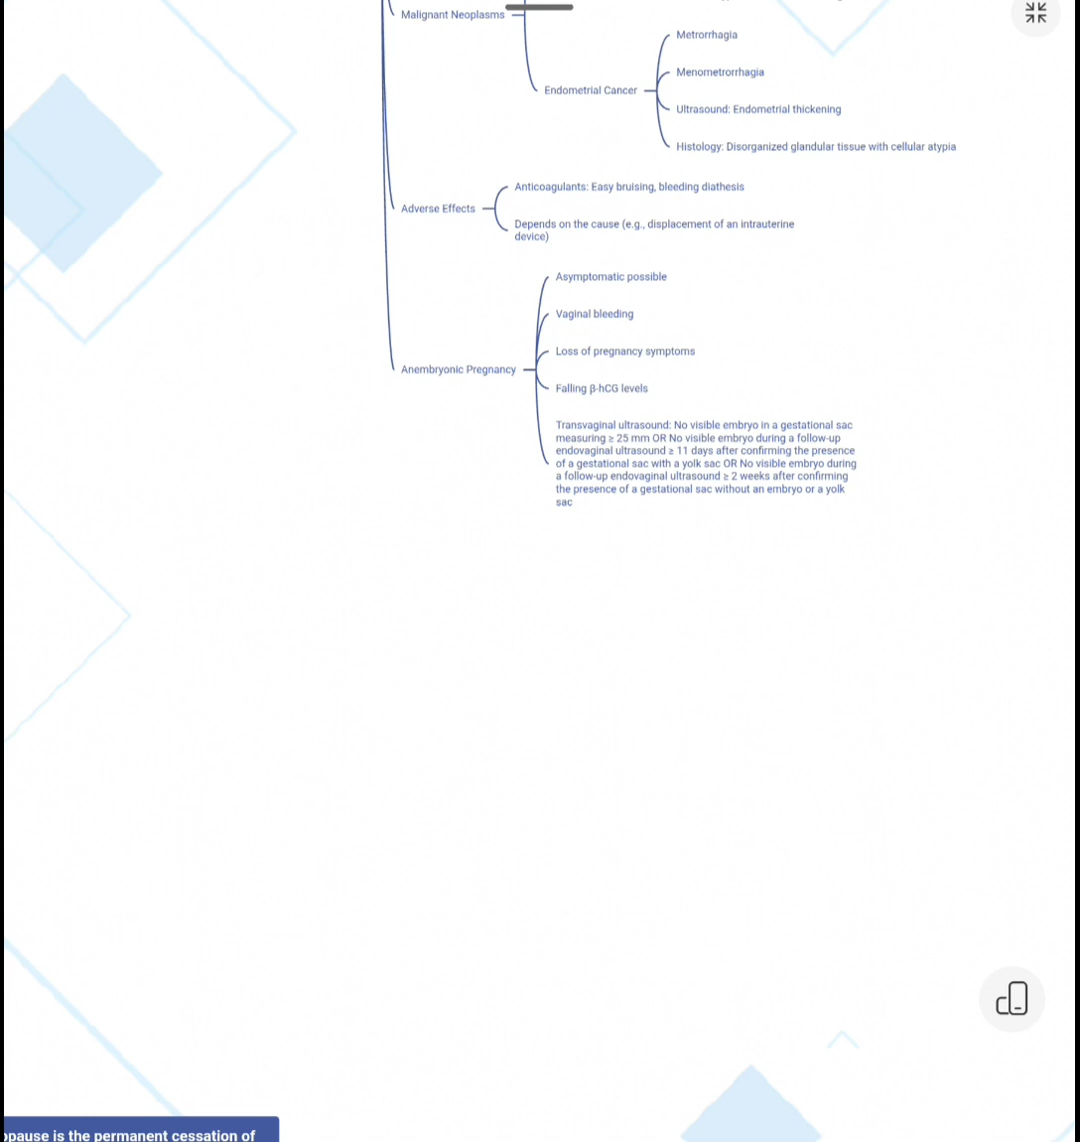 Malignant Neoplasms
Metrorrhagia
Menometrorrhagia
Endometrial Cancer
Ultrasound: Endometrial thickening
Histology: Disorganized glandular tissue with cellular atypia
Adverse Effects
Anticoagulants: Easy bruising, bleeding diathesis
Depends on the cause (e.g., displacement of an intrauterine
device)
Anembryonic Pregnancy
Asymptomatic possible
Vaginal bleeding
Loss of pregnancy symptoms
Falling β-hCG levels
Transvaginal ultrasound: No visible embryo in a gestational sac
measuring ≥ 25 mm OR No visible embryo during a follow-up
endovaginal ultrasound ≥ 11 days after confirming the presence
of a gestational sac with a yolk sac OR No visible embryo during
a follow-up endovaginal ultrasound ≥ 2 weeks after confirming
the presence of a gestational sac without an embryo or a yolk
sac
opause is the permanent cessation of